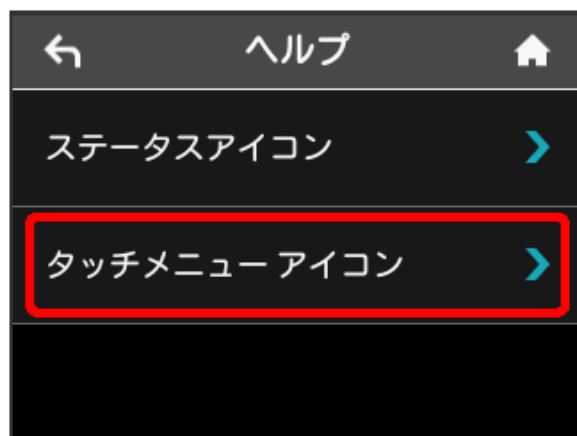 ヘルプ
ステータスアイコン
タッチメニュー アイコン